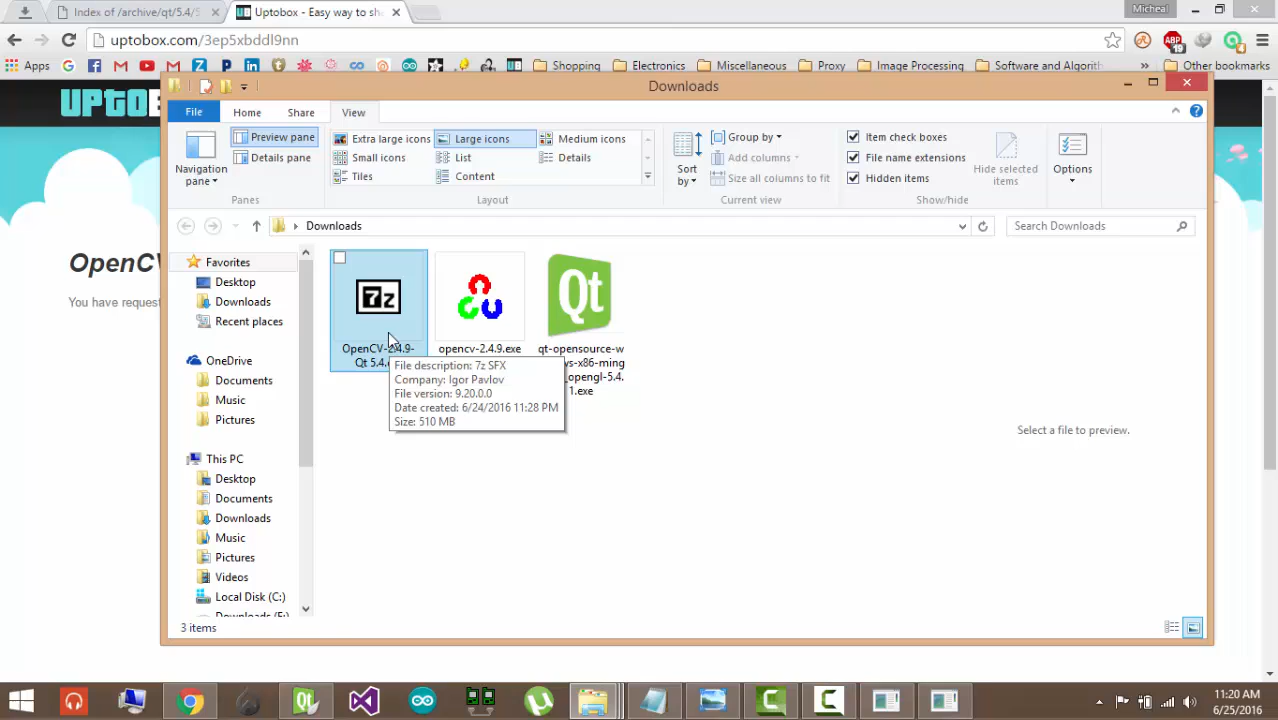 Index of /archive/qt/5.4/5
Uptobox - Easy way to sh
Micheal
uptobox.com/3ep5xbddl9nn
ABP
19
4
Apps
Shopping
Electronics
Miscellaneous
Proxy
Image Processing
Software and Algorith
»
Other bookmarks
Downloads
File
Home
Share
View
Navigation pane
Preview pane
Details pane
Panes
Extra large icons
Large icons
Medium icons
Small icons
List
Details
Tiles
Content
Layout
Sort by
Group by
Add columns
Size all columns to fit
Current view
Item check boxes
File name extensions
Hidden items
Hide selected items
Show/hide
Options
UPTOB
Downloads
Search Downloads
OpenCV
You have request
Favorites
Desktop
Downloads
Recent places
OneDrive
Documents
Music
Pictures
This PC
Desktop
Documents
Downloads
Music
Pictures
Videos
Local Disk (C:)
7z
Qt
OpenCV-2.4.9-
Qt 5.4.
opencv-2.4.9.exe
qt-opensource-w
ws-x86-ming
_opengl-5.4.
1.exe
File description: 7z SFX
Company: Igor Pavlov
File version: 9.20.0.0
Date created: 6/24/2016 11:28 PM
Size: 510 MB
Select a file to preview.
3 items
11:20 AM
6/25/2016